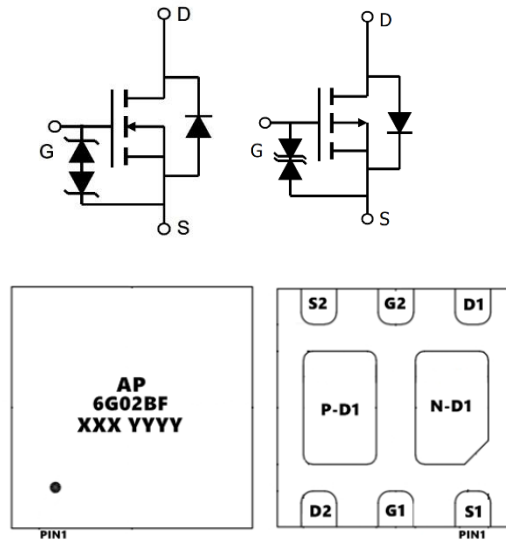 D
D
G
G
S
S
AP
6G02BF
XXX YYYY
PIN1
S2 G2 D1
P-D1 N-D1
D2 G1 S1
PIN1